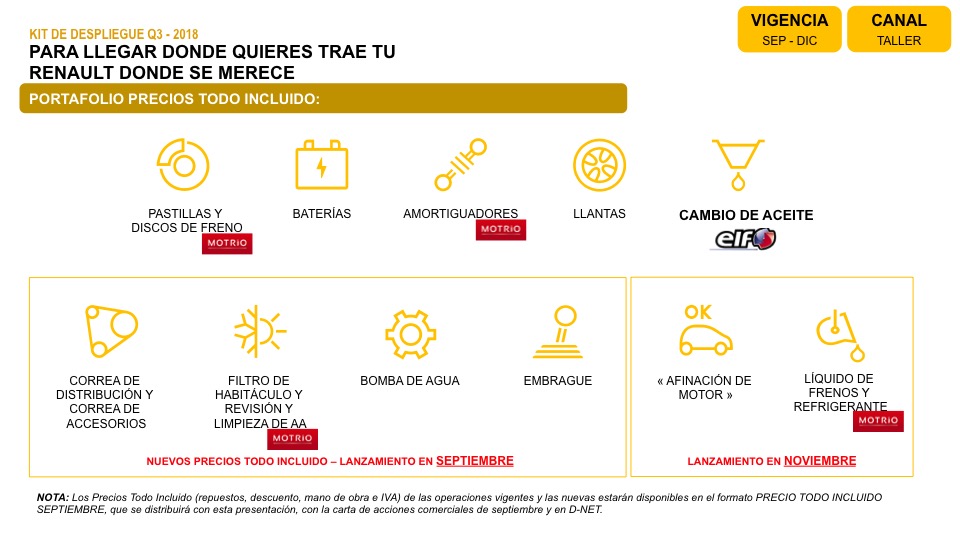 KIT DE DESPLIEGUE Q3 - 2018
PARA LLEGAR DONDE QUIERES TRAE TU
RENAULT DONDE SE MERECE
VIGENCIA
SEP - DIC
CANAL
TALLER
PORTAFOLIO PRECIOS TODO INCLUIDO:
PASTILLAS Y
DISCOS DE FRENO
MOTRIO
BATERÍAS
AMORTIGUADORES
MOTRIO
LLANTAS
CAMBIO DE ACEITE
elf
CORREA DE
DISTRIBUCIÓN Y
CORREA DE
ACCESORIOS
FILTRO DE
HABITÁCULO Y
REVISIÓN Y
LIMPIEZA DE AA
MOTRIO
BOMBA DE AGUA
EMBRAGUE
NUEVOS PRECIOS TODO INCLUIDO – LANZAMIENTO EN SEPTIEMBRE
OK
« AFINACIÓN DE
MOTOR »
LÍQUIDO DE
FRENOS Y
REFRIGERANTE
MOTRIO
LANZAMIENTO EN NOVIEMBRE
NOTA: Los Precios Todo Incluido (repuestos, descuento, mano de obra e IVA) de las operaciones vigentes y las nuevas estarán disponibles en el formato PRECIO TODO INCLUIDO
SEPTIEMBRE, que se distribuirá con esta presentación, con la carta de acciones comerciales de septiembre y en D-NET.